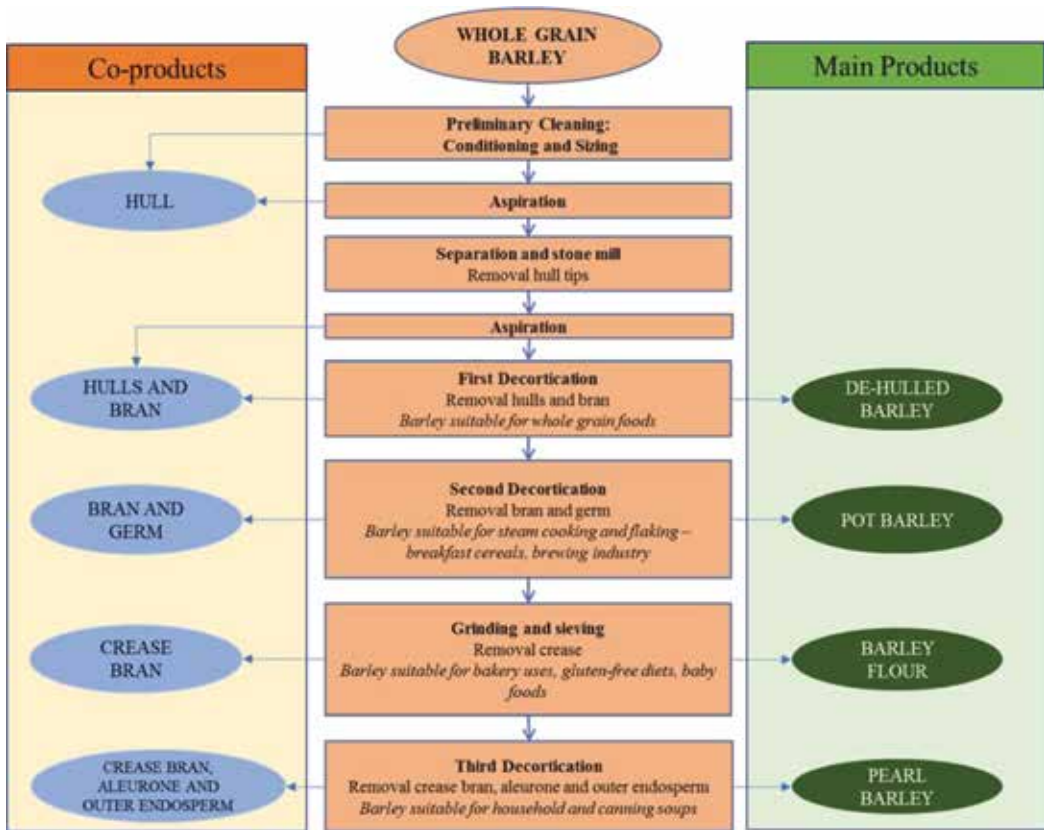 WHOLE GRAIN
BARLEY
Co-products
Main Products
Preliminary Cleaning:
Conditioning and Sizing
HULL
Aspiration
Separation and stone mill
Removal hull tips
Aspiration
HULLS AND
BRAN
First Decortication
Removal hulls and bran
Barley suitable for whole grain foods
DE-HULLED
BARLEY
BRAN AND
GERM
Second Decortication
Removal bran and germ
Barley suitable for steam cooking and flaking –
breakfast cereals, brewing industry
POT BARLEY
CREASE
BRAN
Grinding and sieving
Removal crease
Barley suitable for bakery uses, gluten-free diets, baby
foods
BARLEY
FLOUR
CREASE BRAN,
ALEURONE AND
OUTER ENDOSPERM
Third Decortication
Removal crease bran, aleurone and outer endosperm
Barley suitable for household and canning soups
PEARL
BARLEY